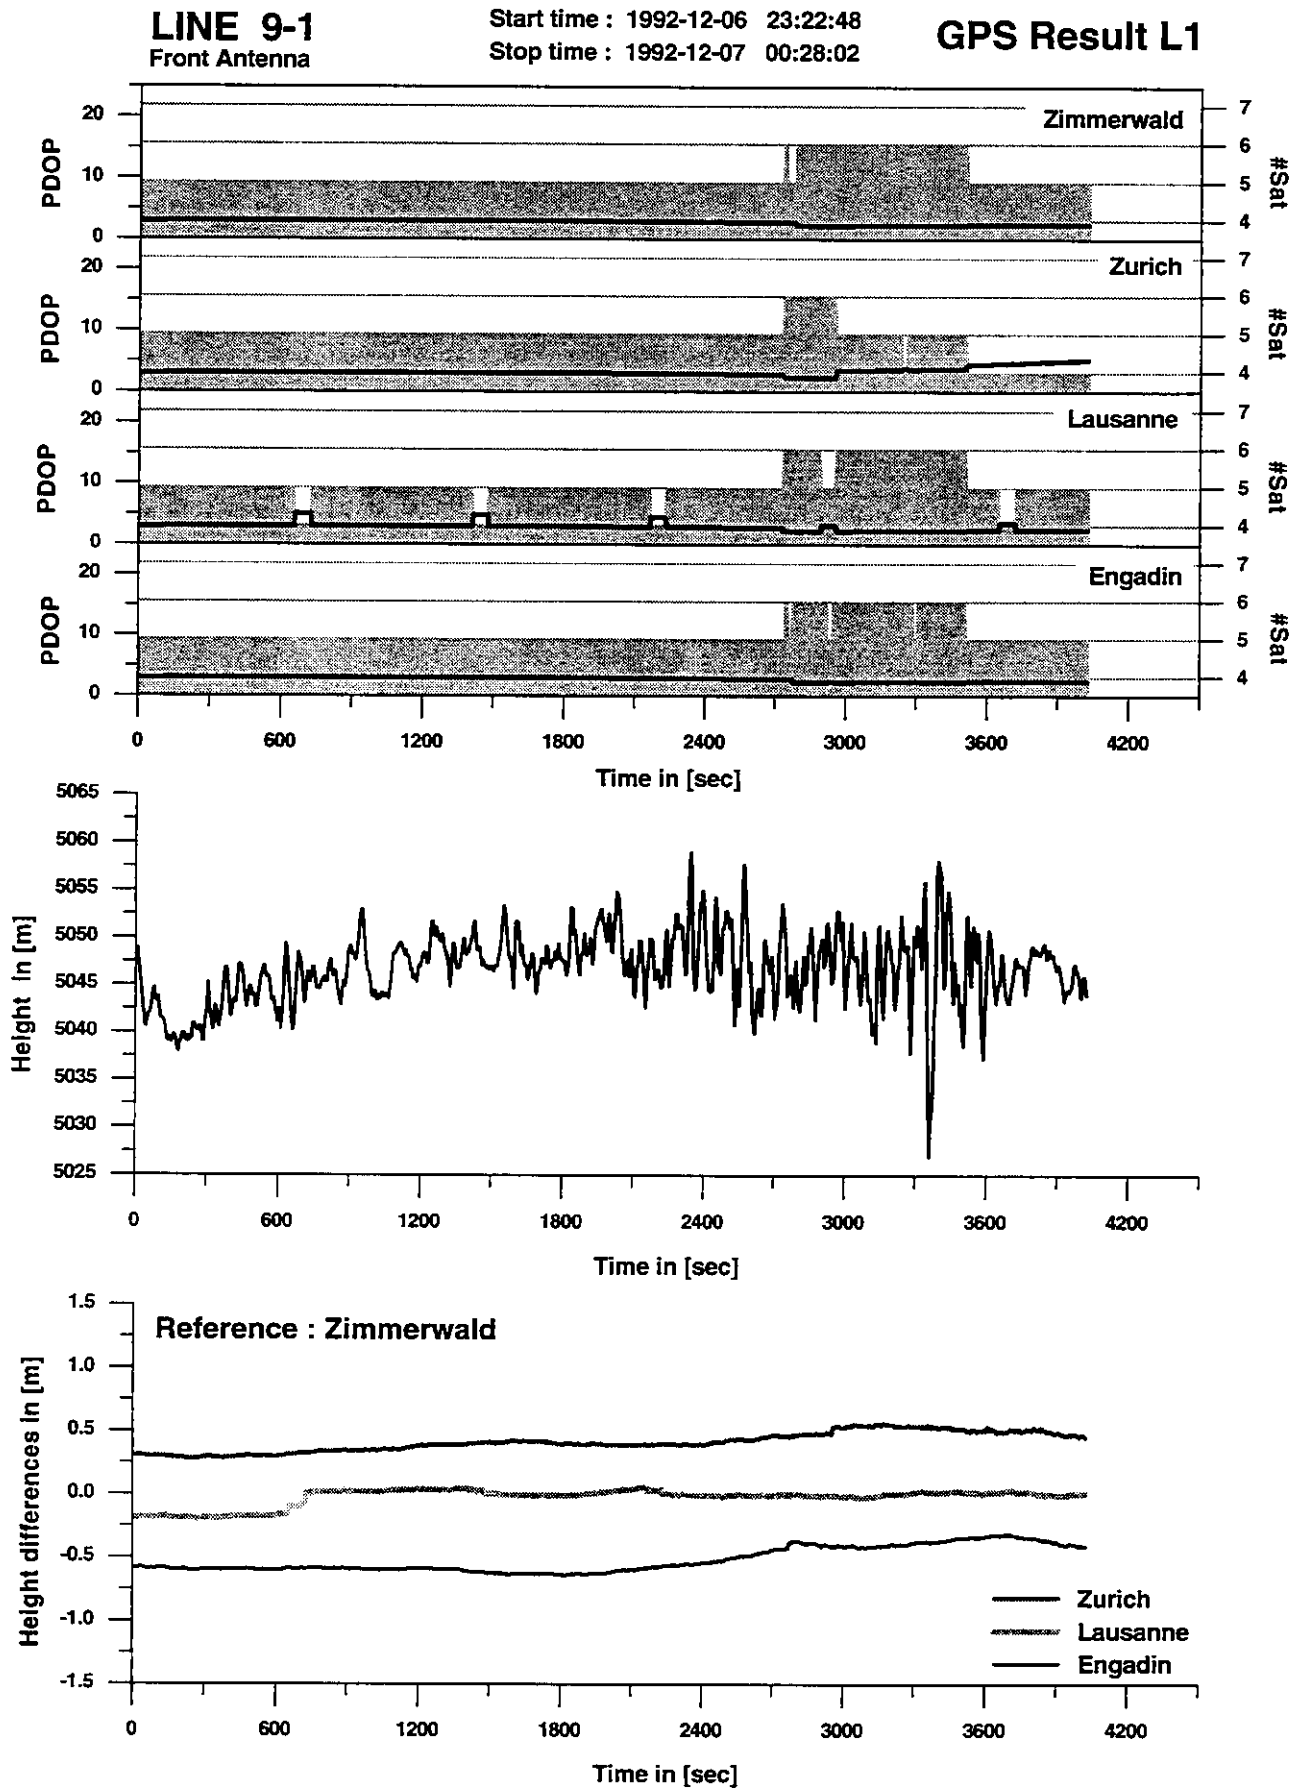 LINE 9-1
Front Antenna
Start time : 1992-12-06 23:22:48
Stop time : 1992-12-07 00:28:02
GPS Result L1
PDOP
20
10
0
Zimmerwald
7
6
5
4
#Sat
PDOP
20
10
0
Zurich
7
6
5
4
#Sat
PDOP
20
10
0
Lausanne
7
6
5
4
#Sat
PDOP
20
10
0
Engadin
7
6
5
4
#Sat
0 600 1200 1800 2400 3000 3600 4200
Time in [sec]
Height in [m]
5065
5060
5055
5050
5045
5040
5035
5030
5025
0 600 1200 1800 2400 3000 3600 4200
Time in [sec]
Height differences in [m]
1.5
1.0
0.5
0.0
-0.5
-1.0
-1.5
Reference : Zimmerwald
Zurich
Lausanne
Engadin
0 600 1200 1800 2400 3000 3600 4200
Time in [sec]